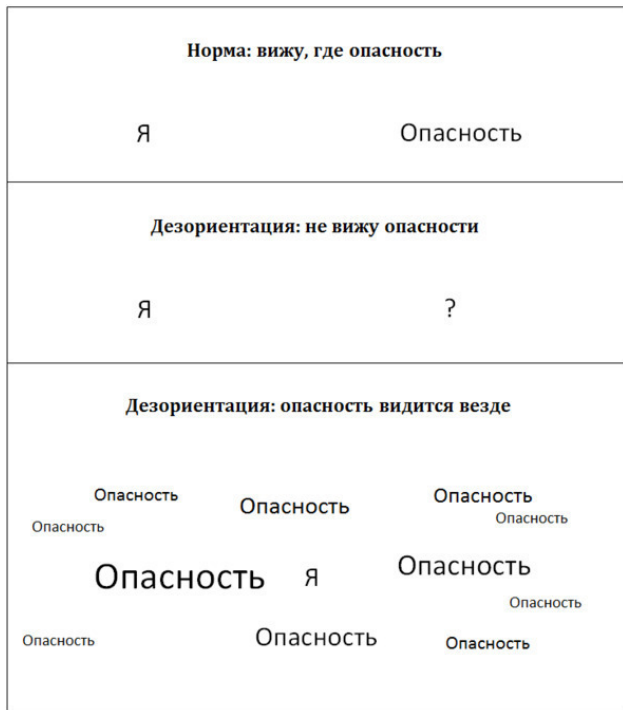 Норма: вижу, где опасность
Я Опасность
Дезориентация: не вижу опасности
Я ?
Дезориентация: опасность видится везде
Опасность Опасность Опасность
Опасность Опасность
Опасность Я Опасность
Опасность
Опасность Опасность Опасность